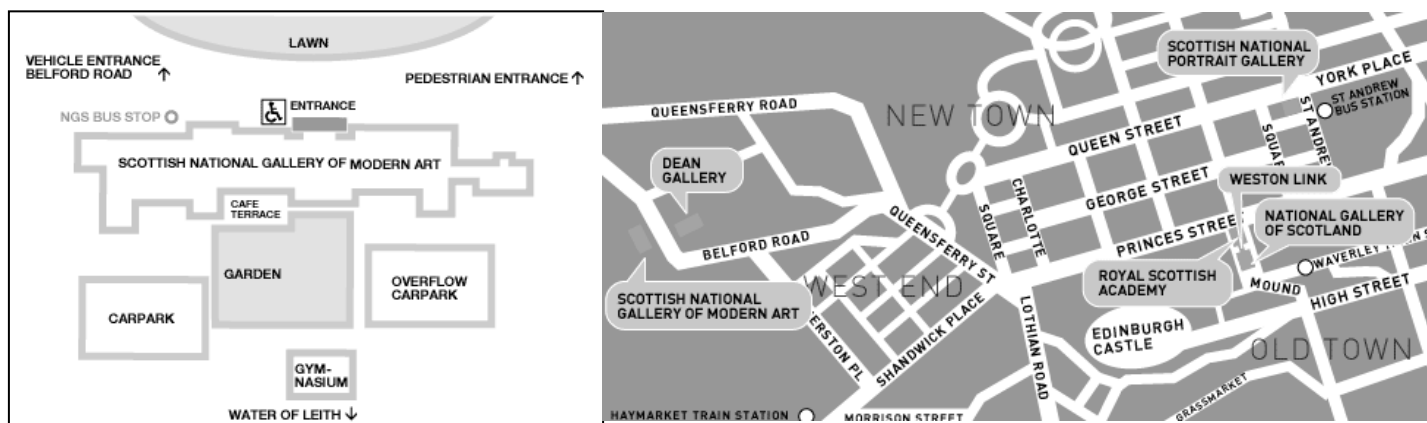 LAWN
VEHICLE ENTRANCE
BELFORD ROAD
PEDESTRIAN ENTRANCE
NGS BUS STOP
ENTRANCE
SCOTTISH NATIONAL GALLERY OF MODERN ART
CAFE
TERRACE
GARDEN
OVERFLOW
CARPARK
CARPARK
GYM-
NASIUM
WATER OF LEITH
SCOTTISH NATIONAL
PORTRAIT GALLERY
YORK PLACE
ST ANDREW
BUS STATION
QUEENSFERRY ROAD
NEW TOWN
QUEEN STREET
SQUARE
ST ANDREW
DEAN
GALLERY
GEORGE STREET
WESTON LINK
CHARLOTTE
SQUARE
NATIONAL GALLERY
OF SCOTLAND
QUEENSFERRY ST
PRINCES STREET
BELFORD ROAD
WAVERLEY
WEST END
ROYAL SCOTTISH
ACADEMY
MOUND
HIGH STREET
SCOTTISH NATIONAL
GALLERY OF MODERN ART
ERSTON PL
SHANDWICK PLACE
LOTHIAN ROAD
EDINBURGH
CASTLE
OLD TOWN
GRASSMARKET
HAYMARKET TRAIN STATION
MORRISON STREET